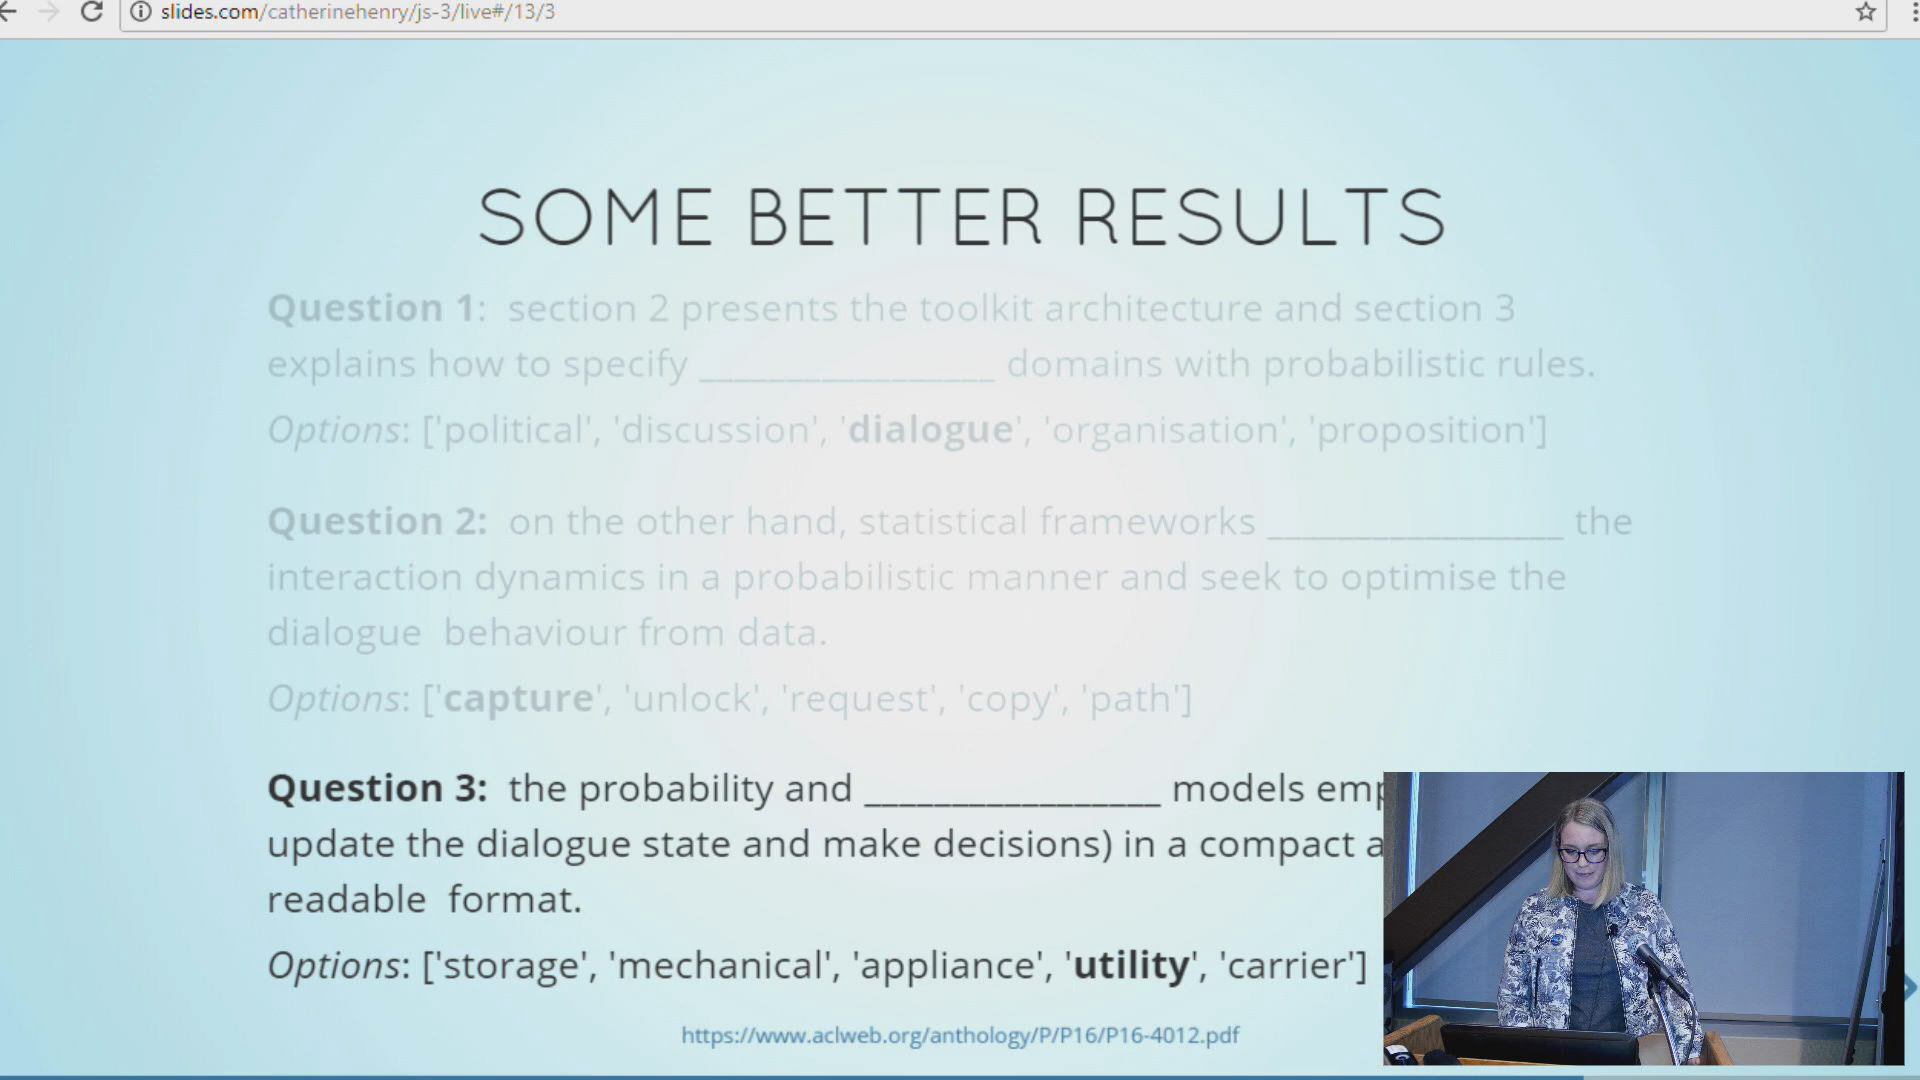 slides.com/catherinehenry/js-3/live#/13/3
SOME BETTER RESULTS
Question 1: section 2 presents the toolkit architecture and section 3
explains how to specify _________________ domains with probabilistic rules.
Options: ['political', 'discussion', 'dialogue', 'organisation', 'proposition']
Question 2: on the other hand, statistical frameworks _________________ the
interaction dynamics in a probabilistic manner and seek to optimise the
dialogue behaviour from data.
Options: ['capture', 'unlock', 'request', 'copy', 'path']
Question 3: the probability and _________________ models
update the dialogue state and make decisions) in a compact
readable format.
Options: ['storage', 'mechanical', 'appliance', 'utility', 'carrier']
https://www.aclweb.org/anthology/P/P16/P16-4012.pdf